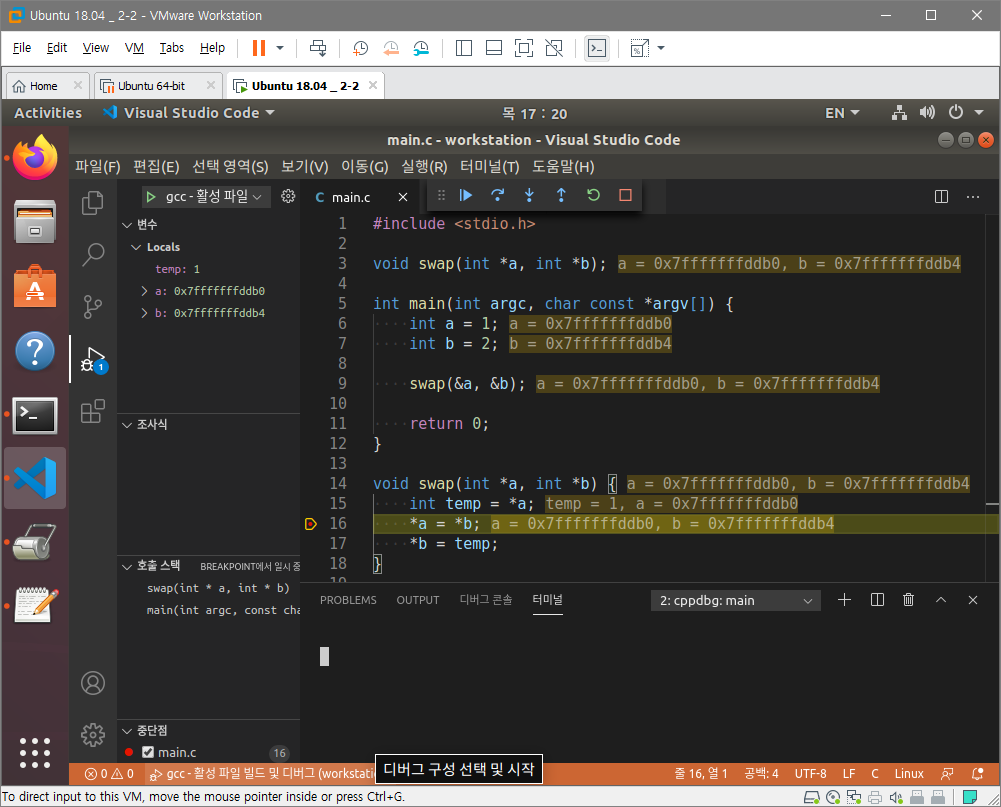 Ubuntu 18.04 _ 2-2 - VMware Workstation
File Edit View VM Tabs Help
Home Ubuntu 64-bit Ubuntu 18.04 _ 2-2
Activities Visual Studio Code 목 17 : 20 EN
main.c - workstation - Visual Studio Code
파일(F) 편집(E) 선택 영역(S) 보기(V) 이동(G) 실행(R) 터미널(T) 도움말(H)
gcc - 활성 파일
변수
Locals
temp: 1
a: 0x7fffffffddb0
b: 0x7fffffffddb4
조사식
호출 스택 BREAKPOINT에서 일시 중
swap(int * a, int * b)
main(int argc, const cha
중단점
main.c 16
1
C main.c
1 #include <stdio.h>
2
3 void swap(int *a, int *b); a = 0x7fffffffddb0, b = 0x7fffffffddb4
4
5 int main(int argc, char const *argv[]) {
6 ····int a = 1; a = 0x7fffffffddb0
7 ····int b = 2; b = 0x7fffffffddb4
8
9 ····swap(&a, &b); a = 0x7fffffffddb0, b = 0x7fffffffddb4
10
11 ····return 0;
12 }
13
14 void swap(int *a, int *b) { a = 0x7fffffffddb0, b = 0x7fffffffddb4
15 ····int temp = *a; temp = 1, a = 0x7fffffffddb0
16 ····*a = *b; a = 0x7fffffffddb0, b = 0x7fffffffddb4
17 ····*b = temp;
18 }
PROBLEMS OUTPUT 디버그 콘솔 터미널 2: cppdbg: main
0 0 gcc - 활성 파일 빌드 및 디버그 (workstati
디버그 구성 선택 및 시작
줄 16, 열 1 공백: 4 UTF-8 LF C Linux
To direct input to this VM, move the mouse pointer inside or press Ctrl+G.